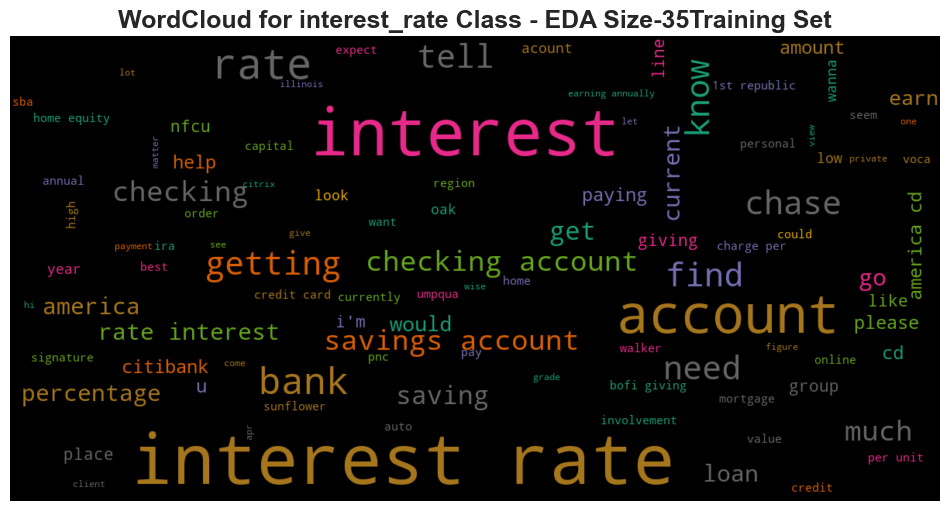 WordCloud for interest_rate Class - EDA Size-35Training Set
rate
tell
expect
acount
line
amount
lot
illinois
know
1st republic
wanna
earn
sba
earning annually
home equity
nfcu
interest
let
capital
current
personal
seem
view
one
matter
help
low
private
voca
annual
checking
citrix
look
region
paying
chase
high
order
oak
want
get
giving
could
america cd
payment
ira
see
give
charge per
year
best
getting
checking account
find
go
home
wise
hi
america
credit card
currently
umpqua
account
like
rate interest
i'm
would
please
savings account
signature
citibank
come
pnc
pay
walker
need
figure
online
cd
percentage
u
bank
saving
grade
bofi giving
group
sunflower
mortgage
involvement
apr
auto
much
value
place
interest rate
loan
per unit
client
credit